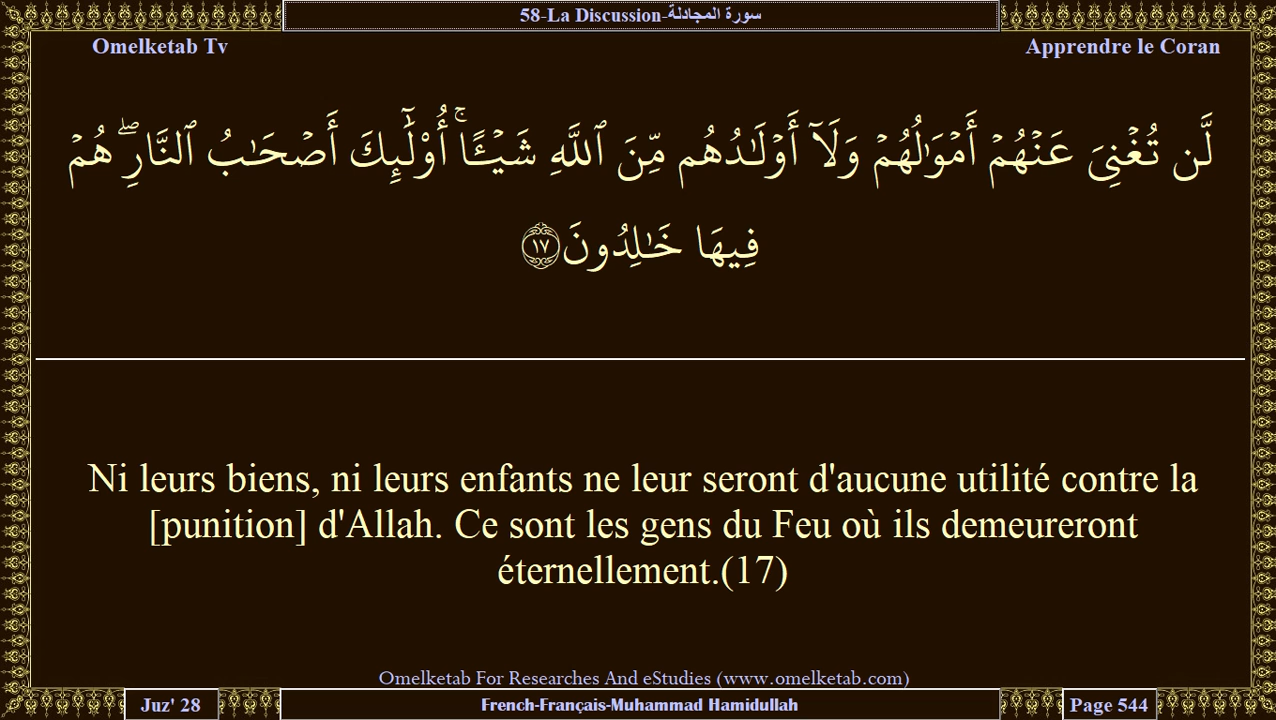 58-La Discussion-سورة المجادلة
Omelketab Tv
Apprendre le Coran
لَّن تُغْنِىَ عَنْهُمْ أَمْوَٰلُهُمْ وَلَآ أَوْلَـٰدُهُم مِّنَ ٱللَّهِ شَيْـًٔا ۚ أُو۟لَـٰٓئِكَ أَصْحَـٰبُ ٱلنَّارِ ۖ هُمْ
فِيهَا خَـٰلِدُونَ ١٧
Ni leurs biens, ni leurs enfants ne leur seront d'aucune utilité contre la
[punition] d'Allah. Ce sont les gens du Feu où ils demeureront
éternellement.(17)
Omelketab For Researches And eStudies (www.omelketab.com)
Juz' 28
French-Français-Muhammad Hamidullah
Page 544